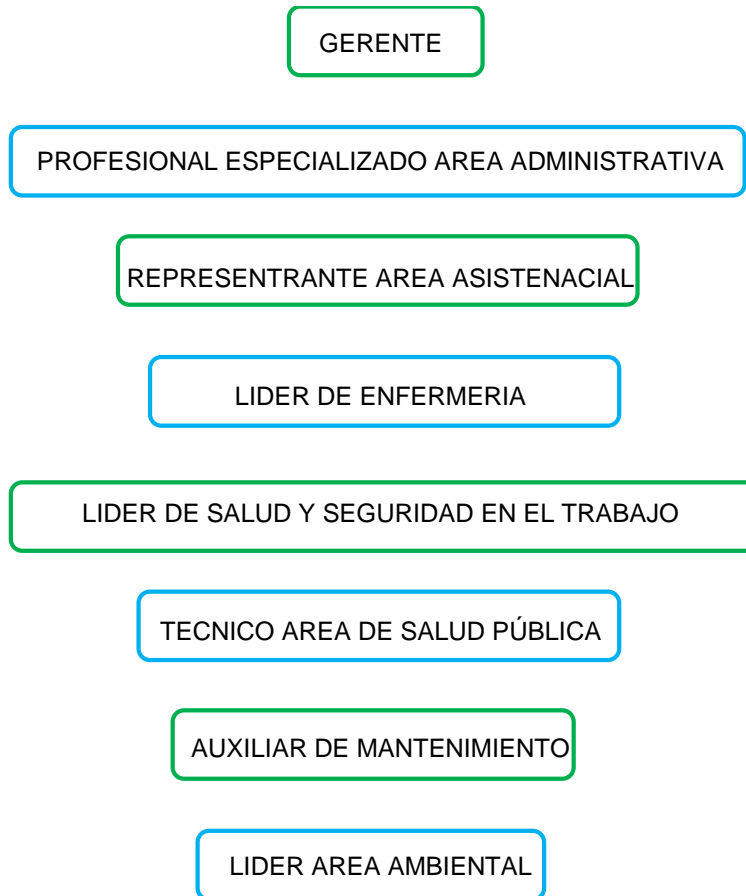 GERENTE
PROFESIONAL ESPECIALIZADO AREA ADMINISTRATIVA
REPRESENTRANTE AREA ASISTENACIAL
LIDER DE ENFERMERIA
LIDER DE SALUD Y SEGURIDAD EN EL TRABAJO
TECNICO AREA DE SALUD PÚBLICA
AUXILIAR DE MANTENIMIENTO
LIDER AREA AMBIENTAL